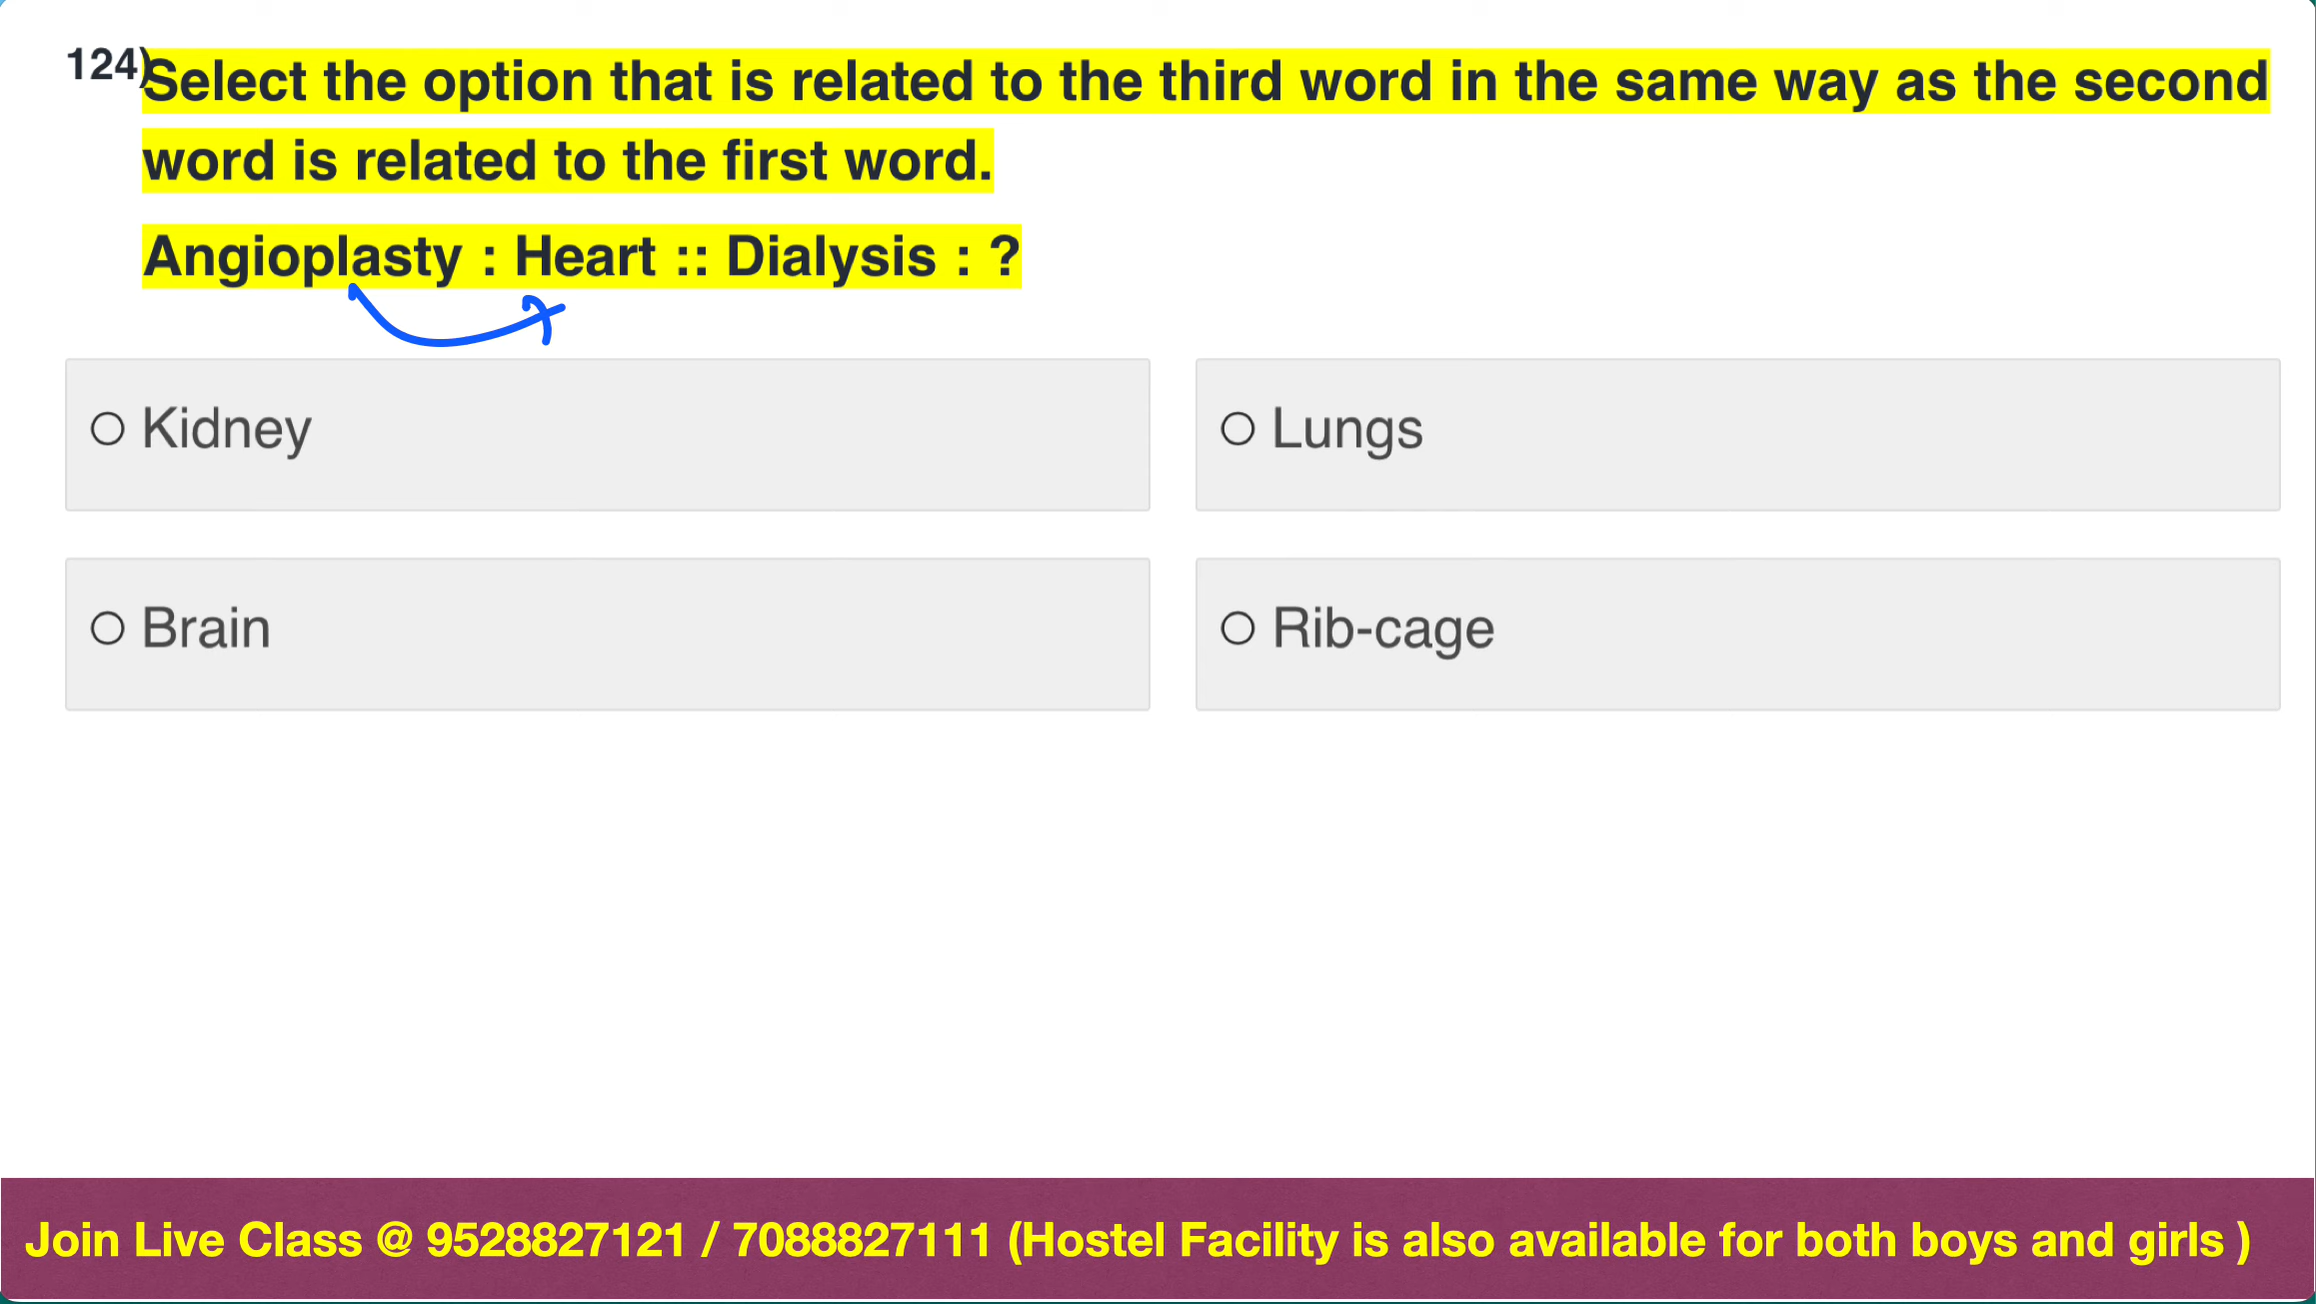 124) Select the option that is related to the third word in the same way as the second
word is related to the first word.
Angioplasty : Heart :: Dialysis : ?
Kidney
Lungs
Brain
Rib-cage
Join Live Class @ 9528827121 / 7088827111 (Hostel Facility is also available for both boys and girls )